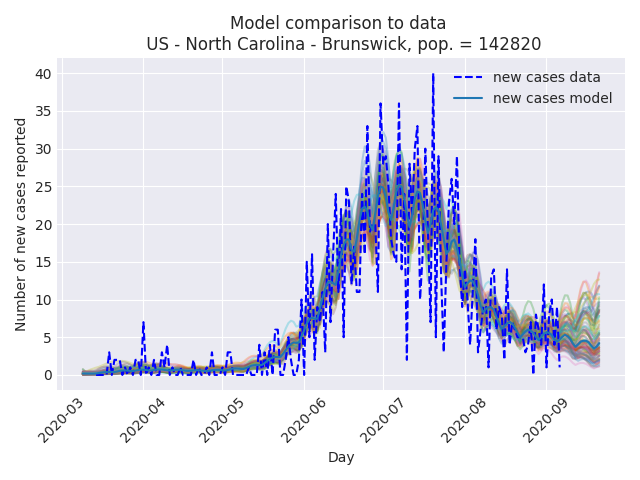 Model comparison to data
US - North Carolina - Brunswick, pop. = 142820
Number of new cases reported
40
35
30
25
20
15
10
5
0
new cases data
new cases model
2020-03
2020-04
2020-05
2020-06
2020-07
2020-08
2020-09
Day